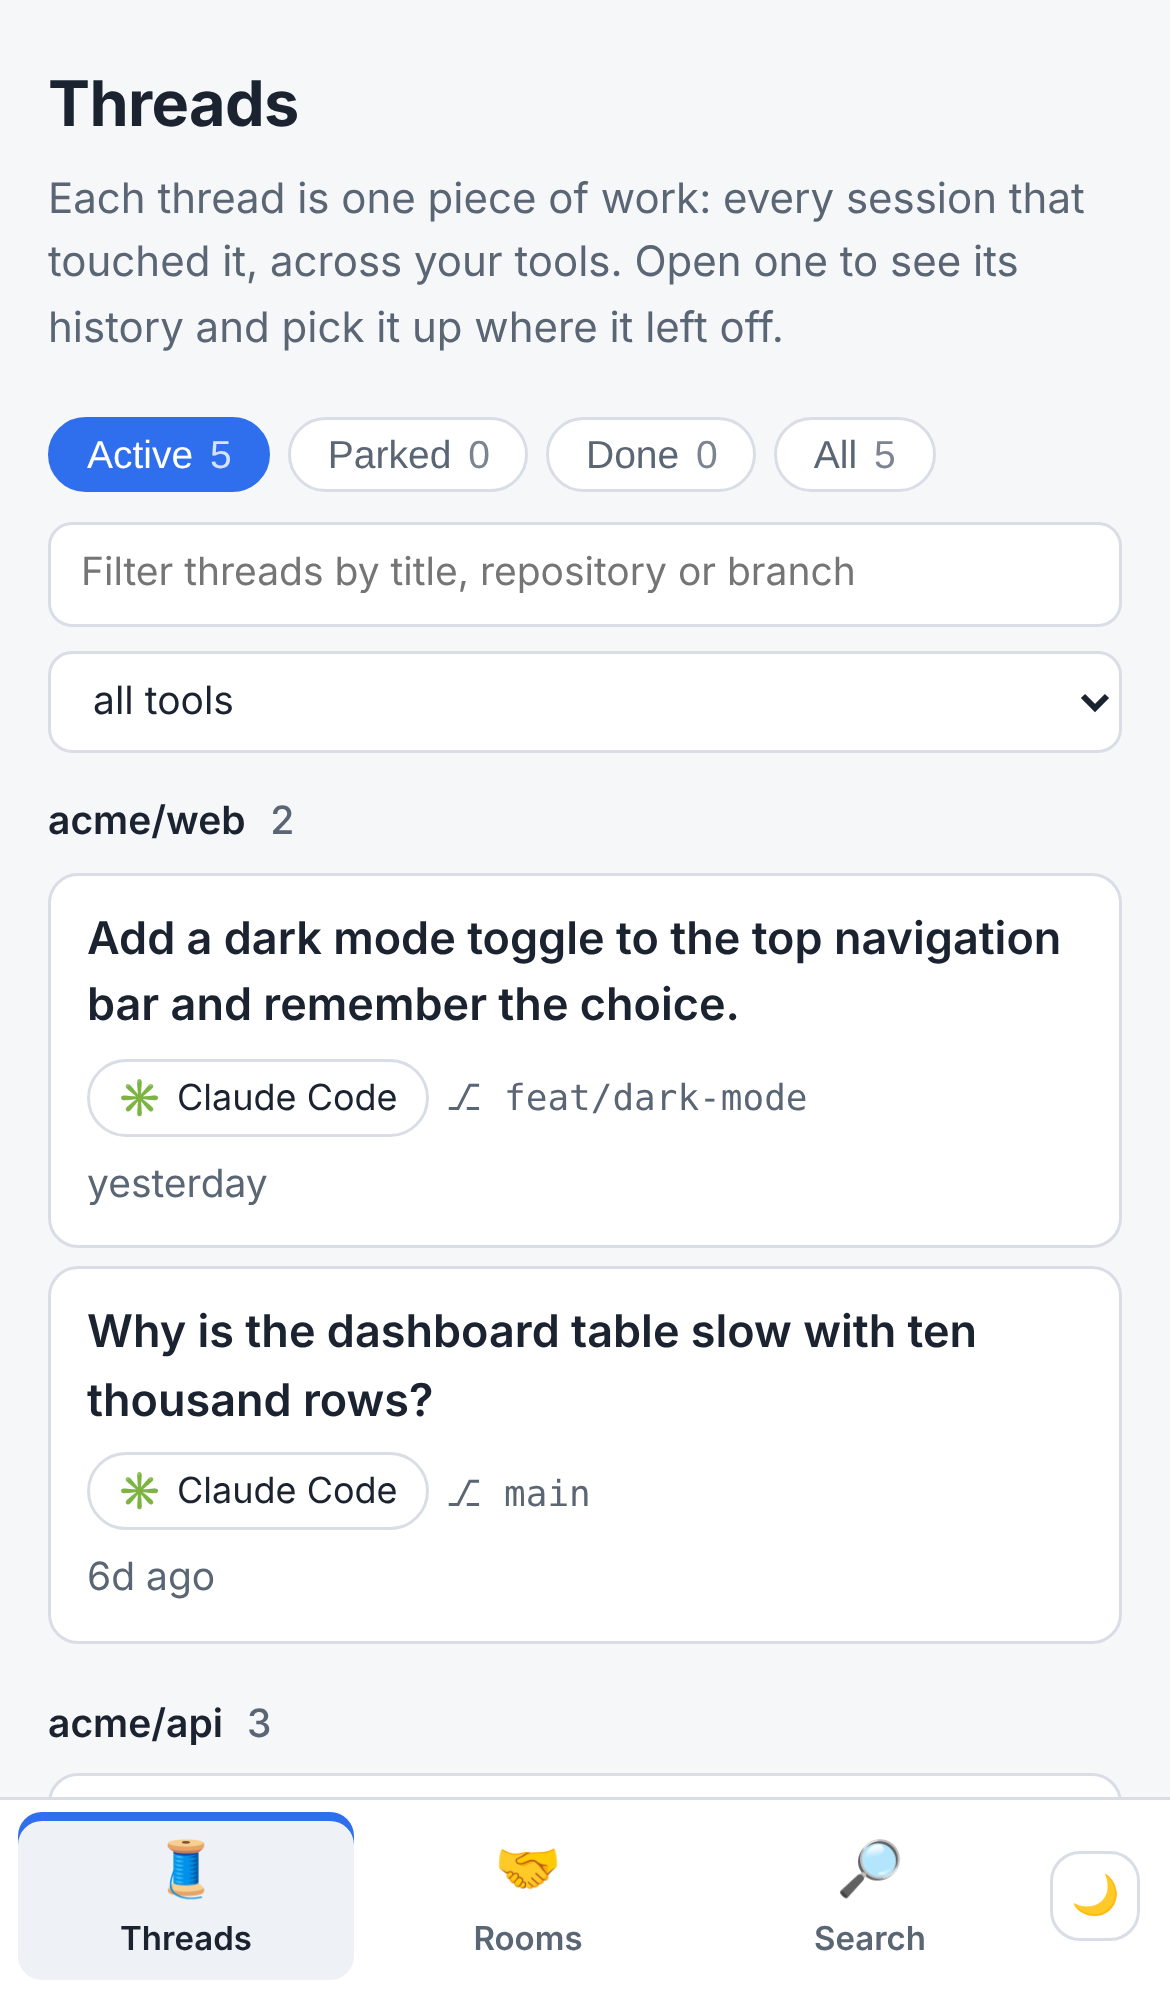 Threads
Each thread is one piece of work: every session that
touched it, across your tools. Open one to see its
history and pick it up where it left off.
Active 5 Parked 0 Done 0 All 5
Filter threads by title, repository or branch
all tools
acme/web 2
Add a dark mode toggle to the top navigation
bar and remember the choice.
Claude Code ⎇ feat/dark-mode
yesterday
Why is the dashboard table slow with ten
thousand rows?
Claude Code ⎇ main
6d ago
acme/api 3
Threads Rooms Search